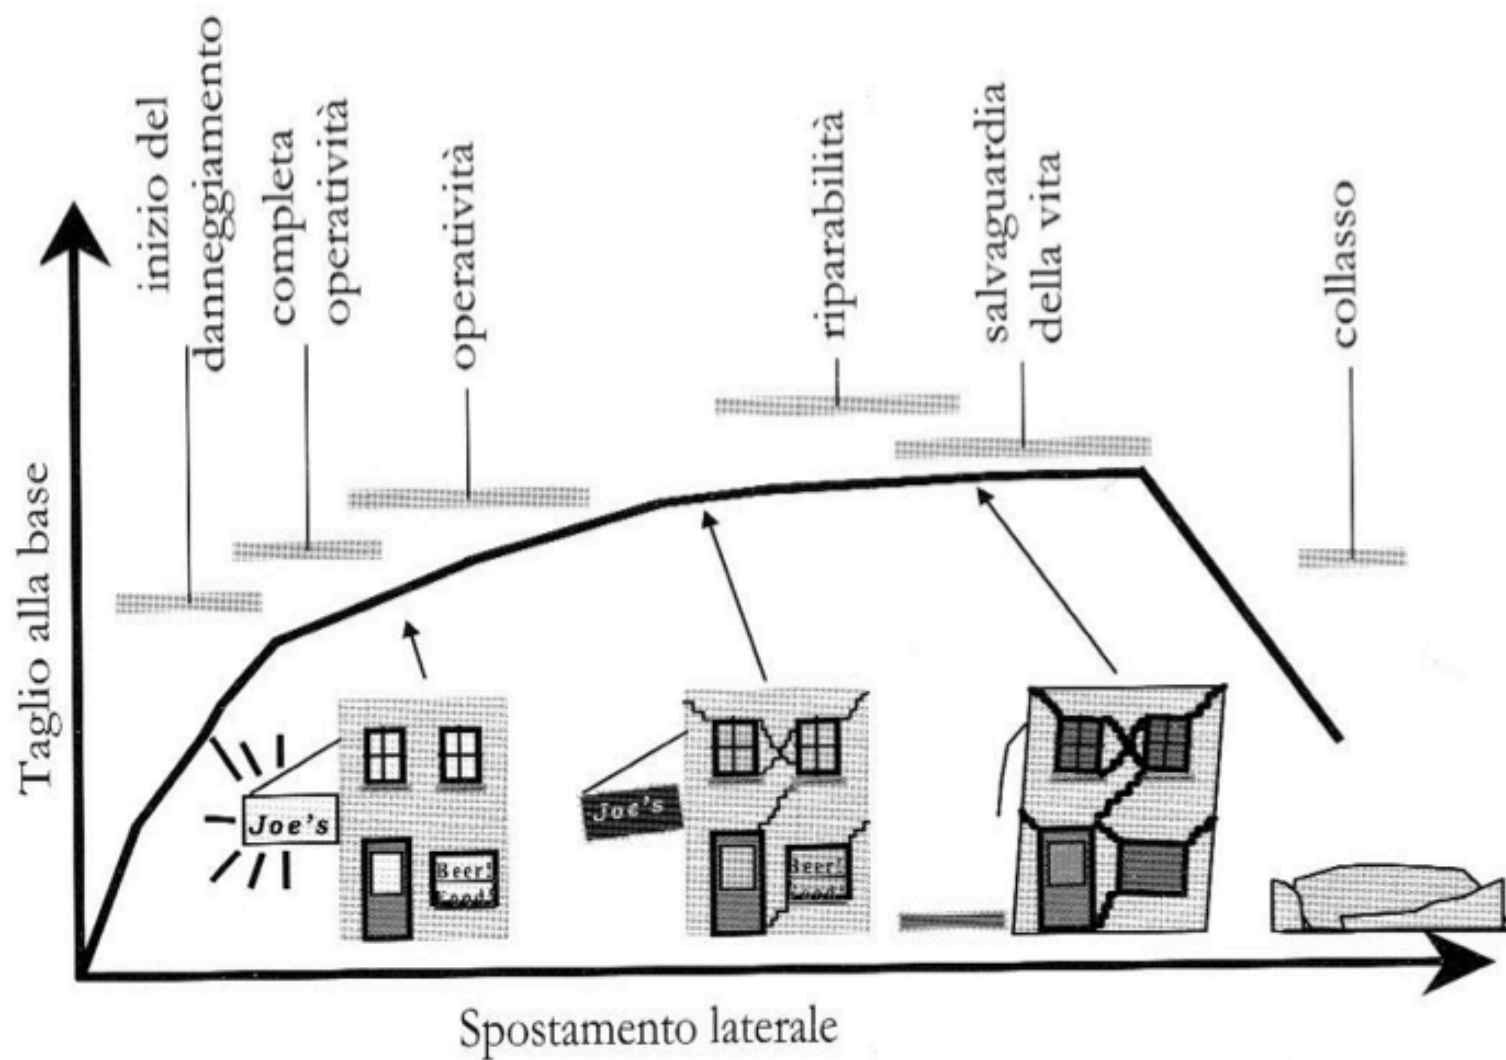 inizio del
danneggiamento
completa
operatività
operatività
riparabilità
salvaguardia
della vita
collasso
Taglio alla base
Joe's
Beer!
Food!
Joe's
Beer!
Food!
Spostamento laterale